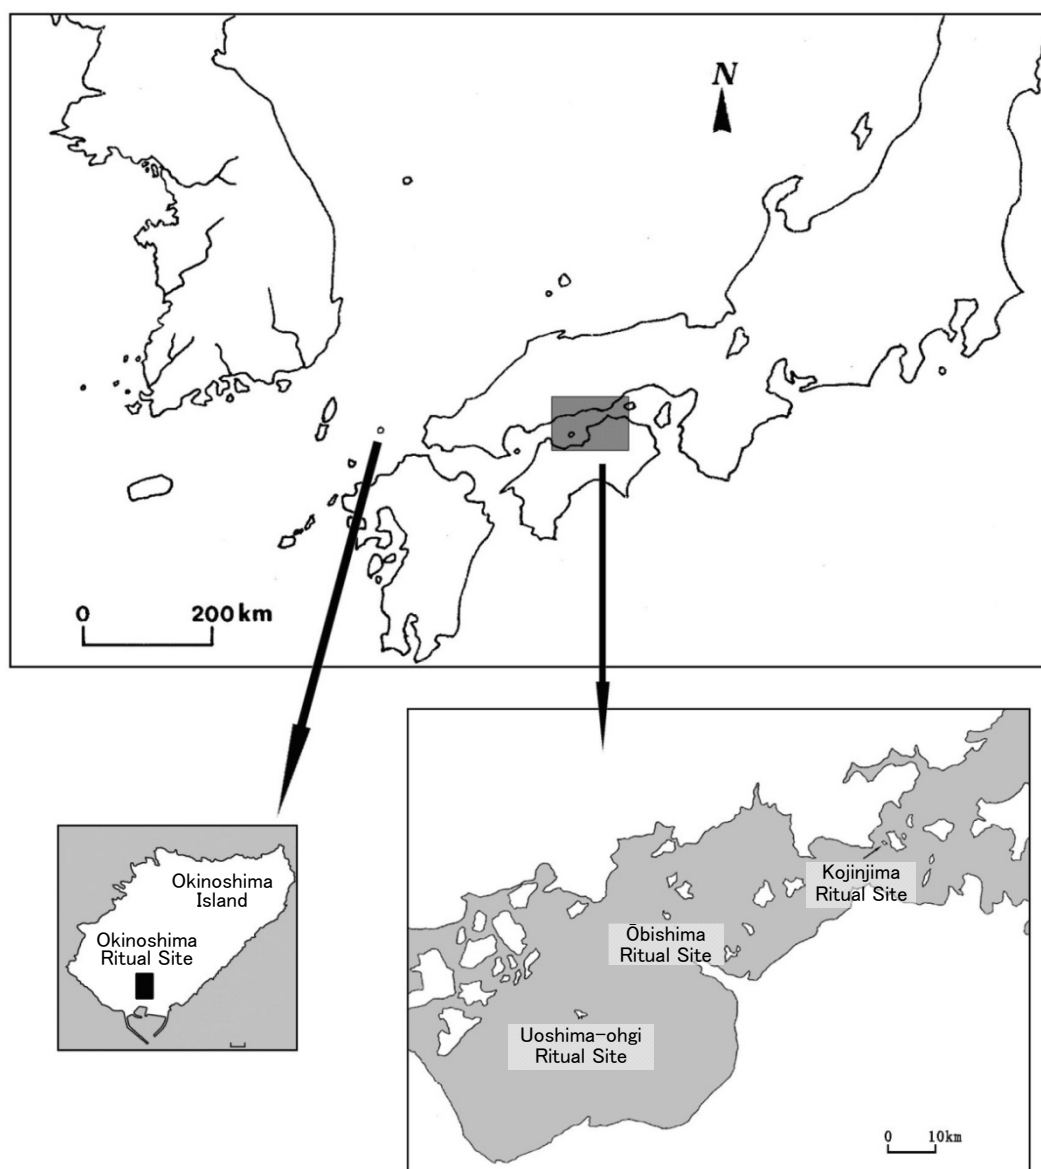 N
0 200 km
Okinoshima
Island
Okinoshima
Ritual Site
Kojinjima
Ritual Site
Ōbishima
Ritual Site
Uoshima-ohgi
Ritual Site
0 10km